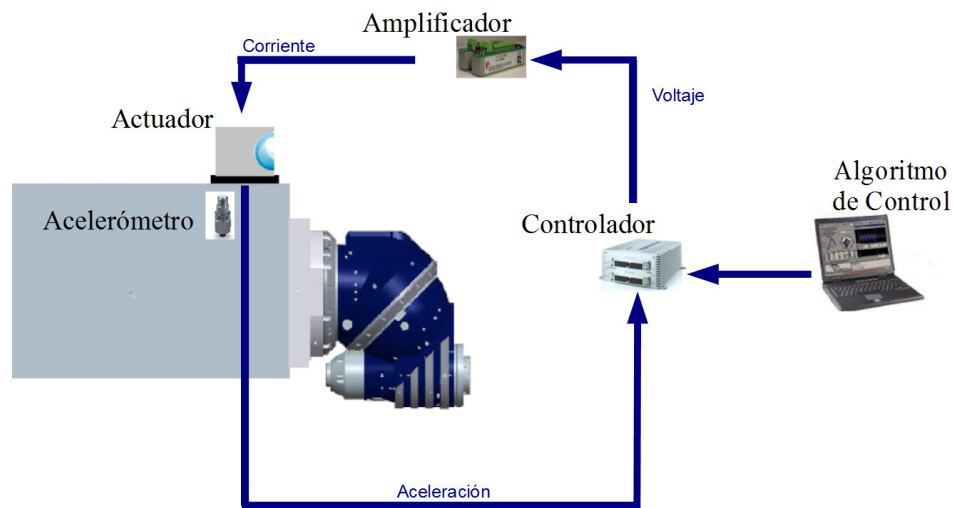 Amplificador
Corriente
Voltaje
Actuador
Algoritmo
de Control
Acelerómetro
Controlador
Aceleración